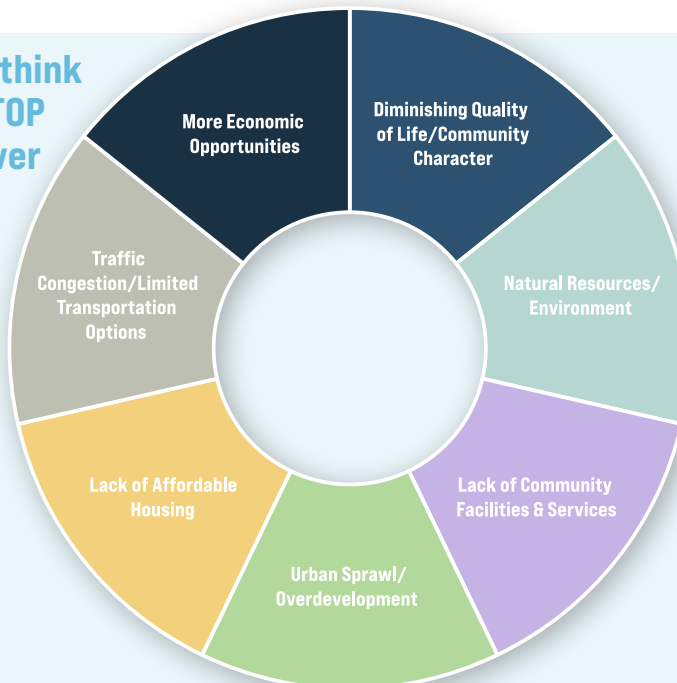 think
TOP
ver
More Economic
Opportunities
Diminishing Quality
of Life/Community
Character
Traffic
Congestion/Limited
Transportation
Options
Natural Resources/
Environment
Lack of Affordable
Housing
Lack of Community
Facilities & Services
Urban Sprawl/
Overdevelopment